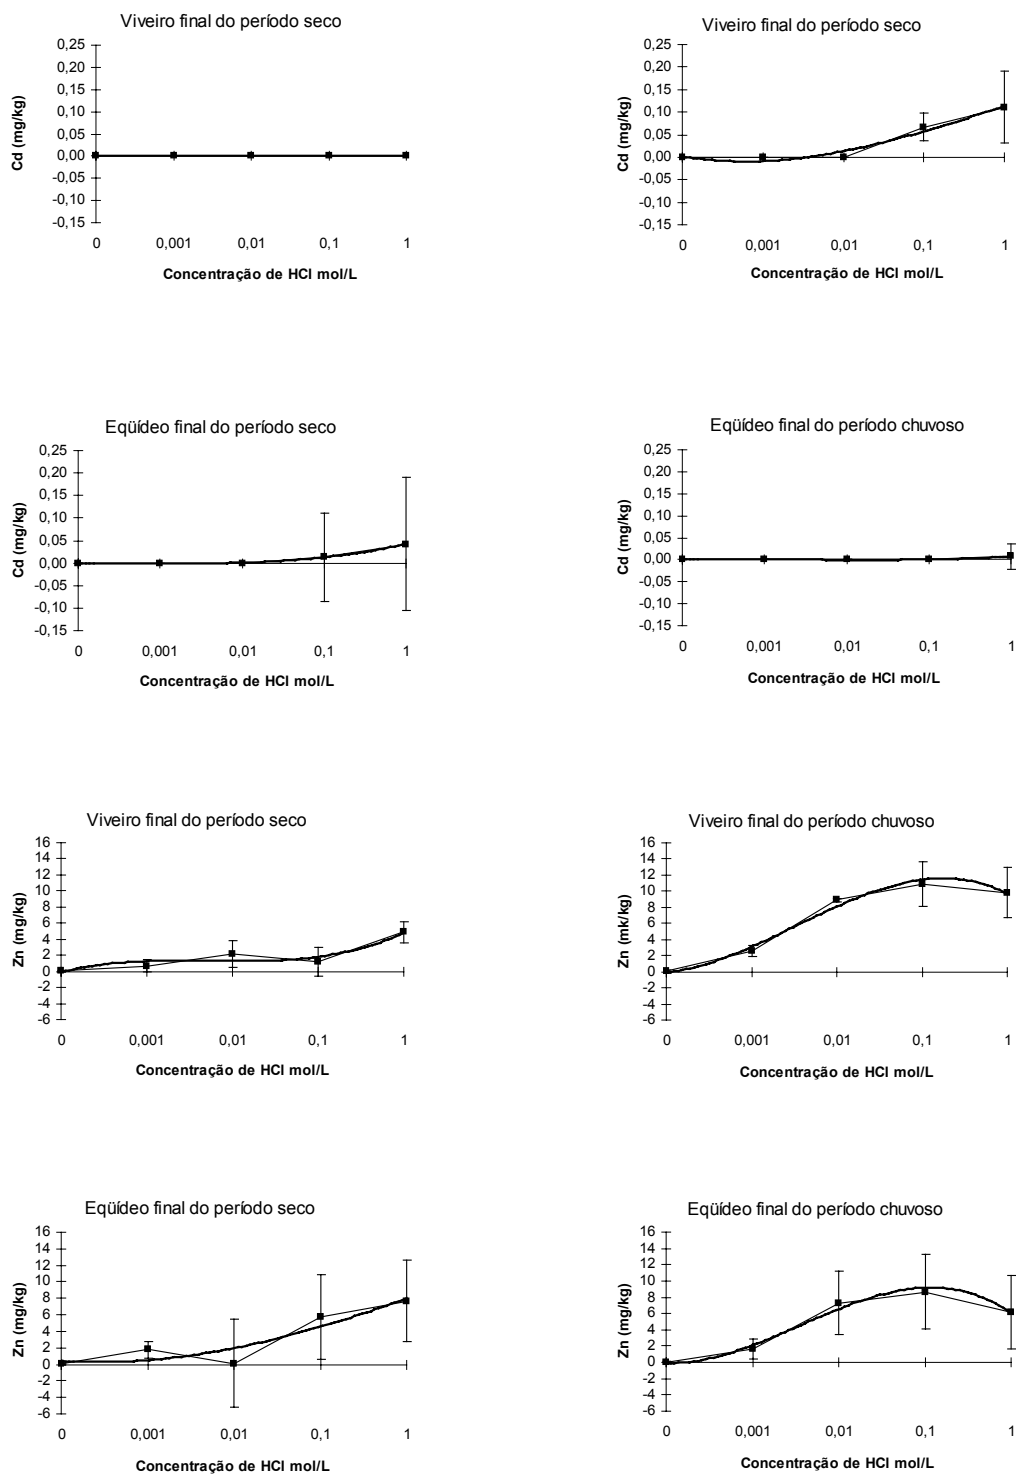 Viveiro final do período seco
0,25
0,20
0,15
0,10
0,05
0,00
-0,05
-0,10
-0,15
Cd (mg/kg)
0 0,001 0,01 0,1 1
Concentração de HCl mol/L
Viveiro final do período seco
0,25
0,20
0,15
0,10
0,05
0,00
-0,05
-0,10
-0,15
Cd (mg/kg)
0 0,001 0,01 0,1 1
Concentração de HCl mol/L
Eqüídeo final do período seco
0,25
0,20
0,15
0,10
0,05
0,00
-0,05
-0,10
-0,15
Cd (mg/kg)
0 0,001 0,01 0,1 1
Concentração de HCl mol/L
Eqüídeo final do período chuvoso
0,25
0,20
0,15
0,10
0,05
0,00
-0,05
-0,10
-0,15
Cd (mg/kg)
0 0,001 0,01 0,1 1
Concentração de HCl mol/L
Viveiro final do período seco
16
14
12
10
8
6
4
2
0
-2
-4
-6
Zn (mg/kg)
0 0,001 0,01 0,1 1
Concentração de HCl mol/L
Viveiro final do período chuvoso
16
14
12
10
8
6
4
2
0
-2
-4
-6
Zn (mk/kg)
0 0,001 0,01 0,1 1
Concentração de HCl mol/L
Eqüídeo final do período seco
16
14
12
10
8
6
4
2
0
-2
-4
-6
Zn (mg/kg)
0 0,001 0,01 0,1 1
Concentração de HCl mol/L
Eqüídeo final do período chuvoso
16
14
12
10
8
6
4
2
0
-2
-4
-6
Zn (mg/kg)
0 0,001 0,01 0,1 1
Concentração de HCl mol/L